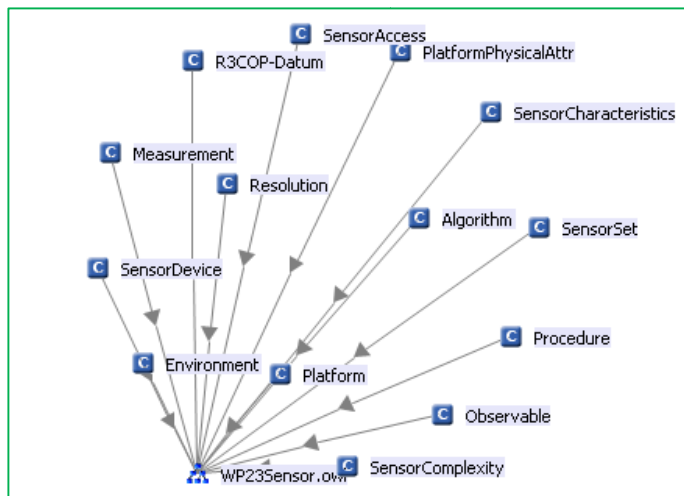 SensorAccess
PlatformPhysicalAttr
R3COP-Datum
SensorCharacteristics
Measurement
Resolution
Algorithm
SensorSet
SensorDevice
Procedure
Environment
Platform
Observable
SensorComplexity
WP23Sensor.owl